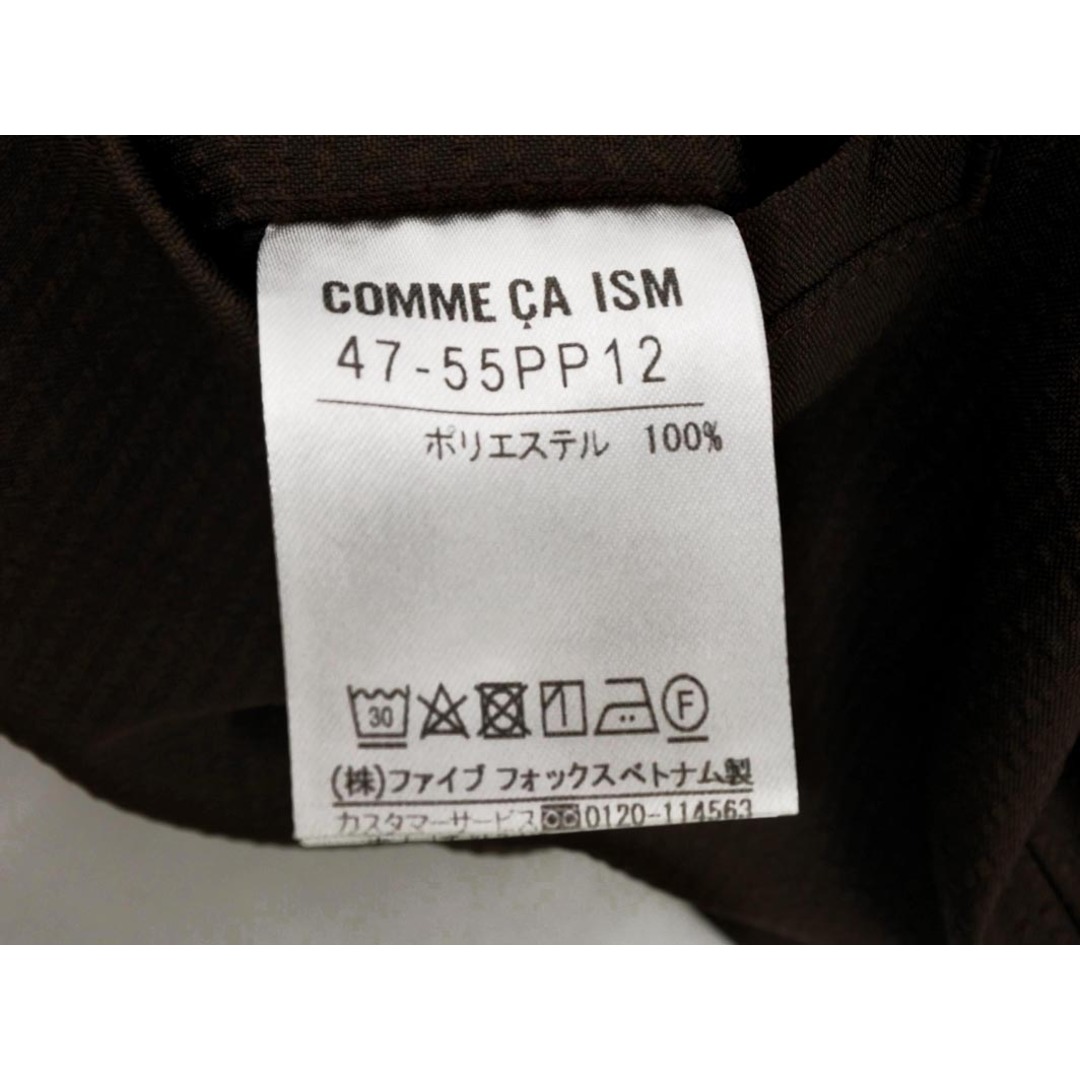 COMME ÇA ISM
47-55PP12
ポリエステル 100%
30 F
(株)ファイブ フォックスベトナム製
カスタマーサービス 0120-114563